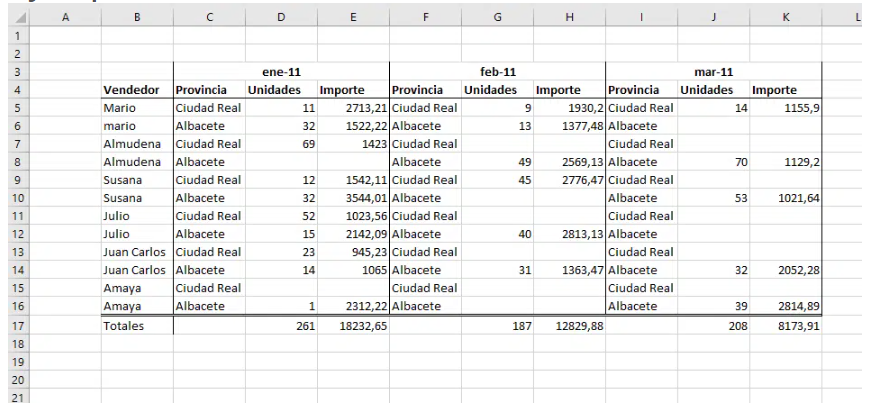 A B C D E F G H I J K L
1
2
3 ene-11 feb-11 mar-11
4 Vendedor Provincia Unidades Importe Provincia Unidades Importe Provincia Unidades Importe
5 Mario Ciudad Real 11 2713,21 Ciudad Real 9 1930,2 Ciudad Real 14 1155,9
6 mario Albacete 32 1522,22 Albacete 13 1377,48 Albacete
7 Almudena Ciudad Real 69 1423 Ciudad Real Ciudad Real
8 Almudena Albacete Albacete 49 2569,13 Albacete 70 1129,2
9 Susana Ciudad Real 12 1542,11 Ciudad Real 45 2776,47 Ciudad Real
10 Susana Albacete 32 3544,01 Albacete Albacete 53 1021,64
11 Julio Ciudad Real 52 1023,56 Ciudad Real Ciudad Real
12 Julio Albacete 15 2142,09 Albacete 40 2813,13 Albacete
13 Juan Carlos Ciudad Real 23 945,23 Ciudad Real Ciudad Real
14 Juan Carlos Albacete 14 1065 Albacete 31 1363,47 Albacete 32 2052,28
15 Amaya Ciudad Real Ciudad Real Ciudad Real
16 Amaya Albacete 1 2312,22 Albacete Albacete 39 2814,89
17 Totales 261 18232,65 187 12829,88 208 8173,91
18
19
20
21